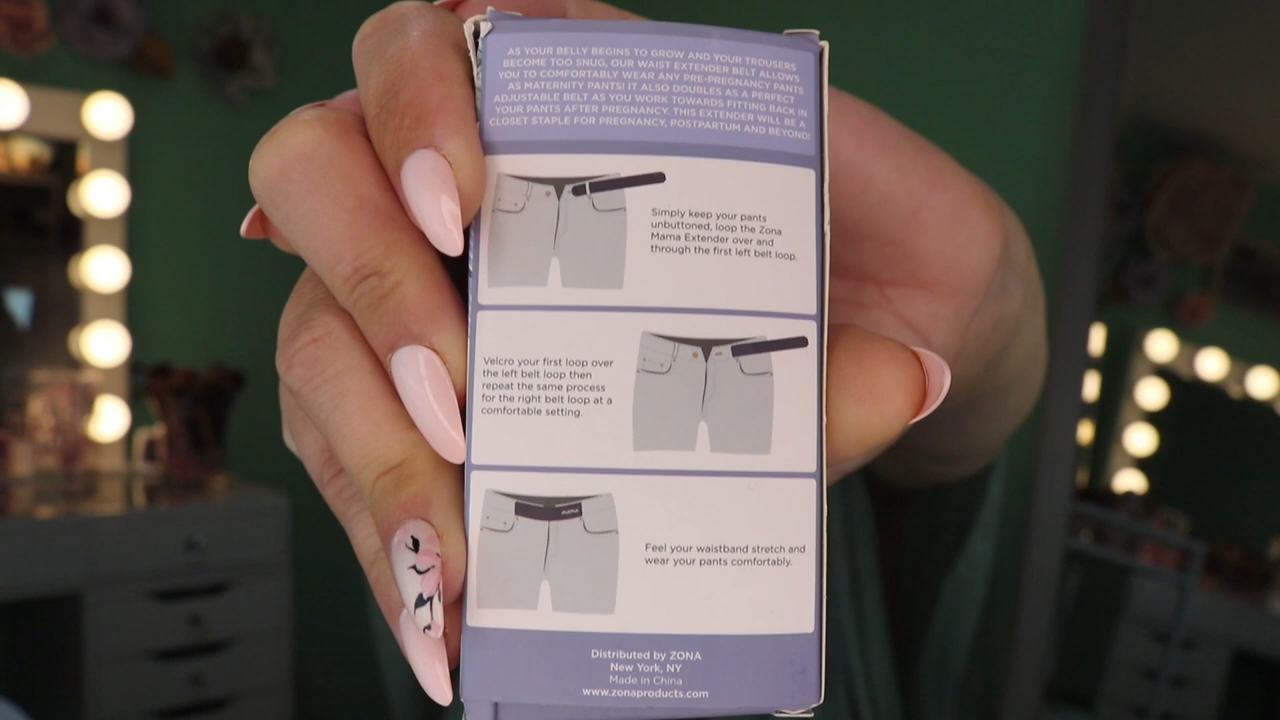 AS YOUR BELLY BEGINS TO GROW AND YOUR TROUSERS
BECOME TOO SNUG, OUR WAIST EXTENDER BELT ALLOWS
YOU TO COMFORTABLY WEAR ANY PRE-PREGNANCY PANTS
AS MATERNITY PANTS! IT ALSO DOUBLES AS A PERFECT
ADJUSTABLE BELT AS YOU WORK TOWARDS FITTING BACK IN
YOUR PANTS AFTER PREGNANCY. THIS EXTENDER WILL BE A
CLOSET STAPLE FOR PREGNANCY, POSTPARTUM AND BEYOND!
Simply keep your pants
unbuttoned, loop the Zona
Mama Extender over and
through the first left belt loop.
Velcro your first loop over
the left belt loop then
repeat the same process
for the right belt loop at a
comfortable setting.
Feel your waistband stretch and
wear your pants comfortably.
Distributed by ZONA
New York, NY
Made in China
www.zonaproducts.com